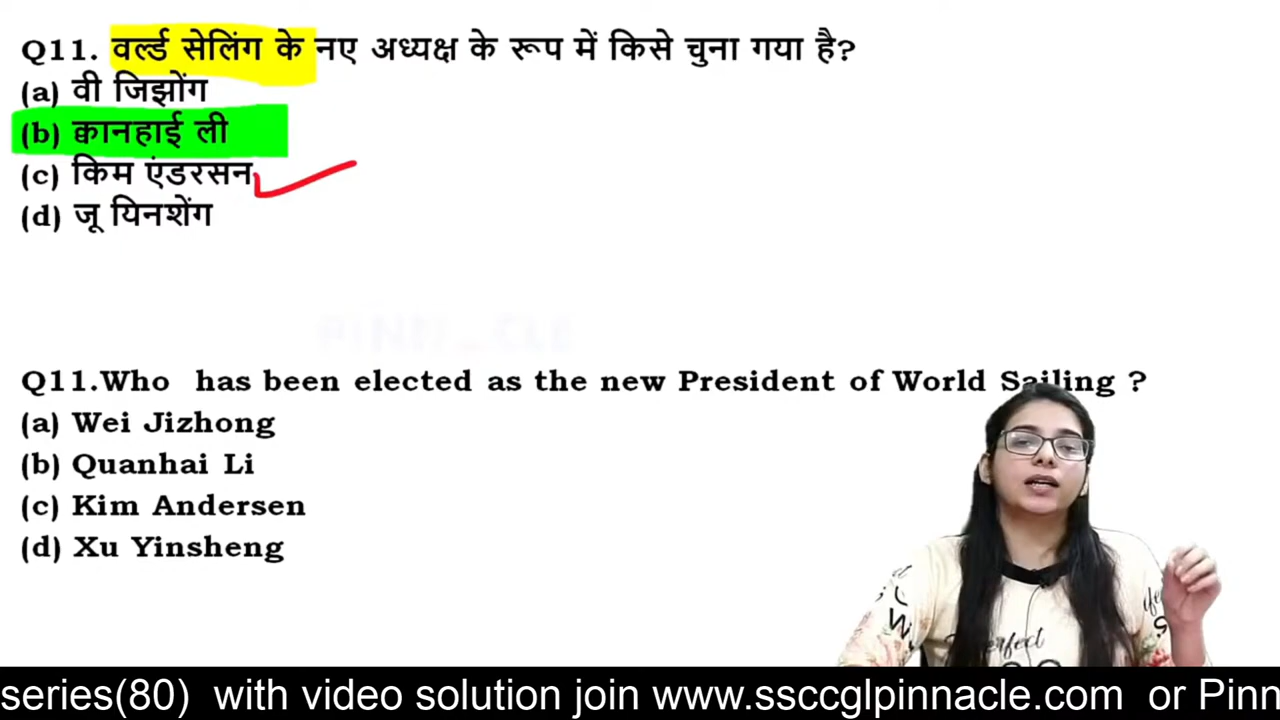 Q11. वर्ल्ड सेलिंग के नए अध्यक्ष के रूप में किसे चुना गया है?
(a) वी जिझोंग
(b) क्वानहाई ली
(c) किम एंडरसन
(d) जू यिनशेंग
PINN_CLE
Q11.Who has been elected as the new President of World Sailing ?
(a) Wei Jizhong
(b) Quanhai Li
(c) Kim Andersen
(d) Xu Yinsheng
Perfect
series(80) with video solution join www.ssccglpinnacle.com or Pinn